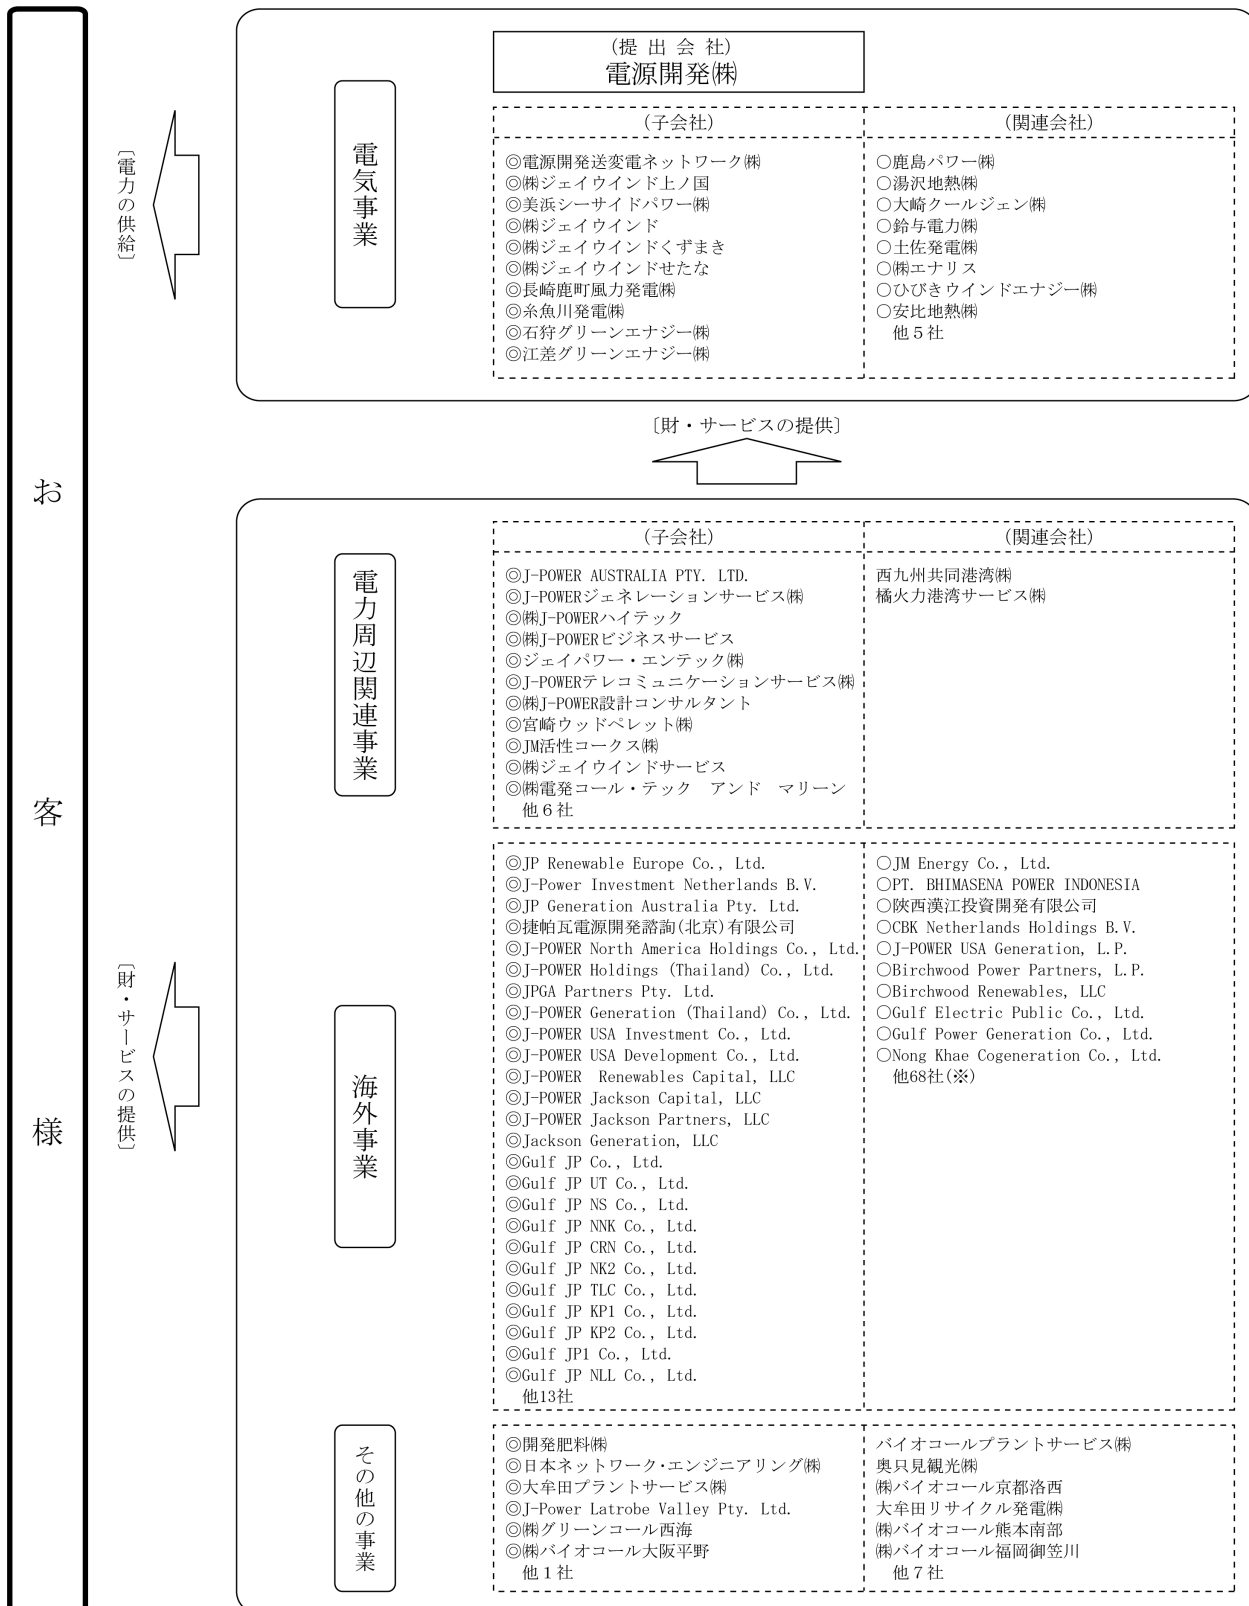 お客様
〔電力の供給〕
(提出会社)
電源開発㈱
電気事業
(子会社)
◎電源開発送変電ネットワーク㈱
◎㈱ジェイウインド上ノ国
◎美浜シーサイドパワー㈱
◎㈱ジェイウインド
◎㈱ジェイウインドくずまき
◎㈱ジェイウインドせたな
◎長崎鹿町風力発電㈱
◎糸魚川発電㈱
◎石狩グリーンエナジー㈱
◎江差グリーンエナジー㈱
(関連会社)
○鹿島パワー㈱
○湯沢地熱㈱
○大崎クールジェン㈱
○鈴与電力㈱
○土佐発電㈱
○㈱エナリス
○ひびきウインドエナジー㈱
○安比地熱㈱
他5社
〔財・サービスの提供〕
〔財・サービスの提供〕
電力周辺関連事業
(子会社)
◎J-POWER AUSTRALIA PTY. LTD.
◎J-POWERジェネレーションサービス㈱
◎㈱J-POWERハイテック
◎㈱J-POWERビジネスサービス
◎ジェイパワー・エンテック㈱
◎J-POWERテレコミュニケーションサービス㈱
◎㈱J-POWER設計コンサルタント
◎宮崎ウッドペレット㈱
◎JM活性コークス㈱
◎㈱ジェイウインドサービス
◎㈱電発コール・テック　アンド　マリーン
他6社
(関連会社)
西九州共同港湾㈱
橘火力港湾サービス㈱
海外事業
◎JP Renewable Europe Co., Ltd.
◎J-Power Investment Netherlands B.V.
◎JP Generation Australia Pty. Ltd.
◎捷帕瓦電源開発諮詢(北京)有限公司
◎J-POWER North America Holdings Co., Ltd.
◎J-POWER Holdings (Thailand) Co., Ltd.
◎JPGA Partners Pty. Ltd.
◎J-POWER Generation (Thailand) Co., Ltd.
◎J-POWER USA Investment Co., Ltd.
◎J-POWER USA Development Co., Ltd.
◎J-POWER Renewables Capital, LLC
◎J-POWER Jackson Capital, LLC
◎J-POWER Jackson Partners, LLC
◎Jackson Generation, LLC
◎Gulf JP Co., Ltd.
◎Gulf JP UT Co., Ltd.
◎Gulf JP NS Co., Ltd.
◎Gulf JP NNK Co., Ltd.
◎Gulf JP CRN Co., Ltd.
◎Gulf JP NK2 Co., Ltd.
◎Gulf JP TLC Co., Ltd.
◎Gulf JP KP1 Co., Ltd.
◎Gulf JP KP2 Co., Ltd.
◎Gulf JP1 Co., Ltd.
◎Gulf JP NLL Co., Ltd.
他13社
○JM Energy Co., Ltd.
○PT. BHIMASENA POWER INDONESIA
○陝西漢江投資開発有限公司
○CBK Netherlands Holdings B.V.
○J-POWER USA Generation, L.P.
○Birchwood Power Partners, L.P.
○Birchwood Renewables, LLC
○Gulf Electric Public Co., Ltd.
○Gulf Power Generation Co., Ltd.
○Nong Khae Cogeneration Co., Ltd.
他68社(※)
その他の事業
◎開発肥料㈱
◎日本ネットワーク・エンジニアリング㈱
◎大牟田プラントサービス㈱
◎J-Power Latrobe Valley Pty. Ltd.
◎㈱グリーンコール西海
◎㈱バイオコール大阪平野
他1社
バイオコールプラントサービス㈱
奥只見観光㈱
㈱バイオコール京都洛西
大牟田リサイクル発電㈱
㈱バイオコール熊本南部
㈱バイオコール福岡御笠川
他7社